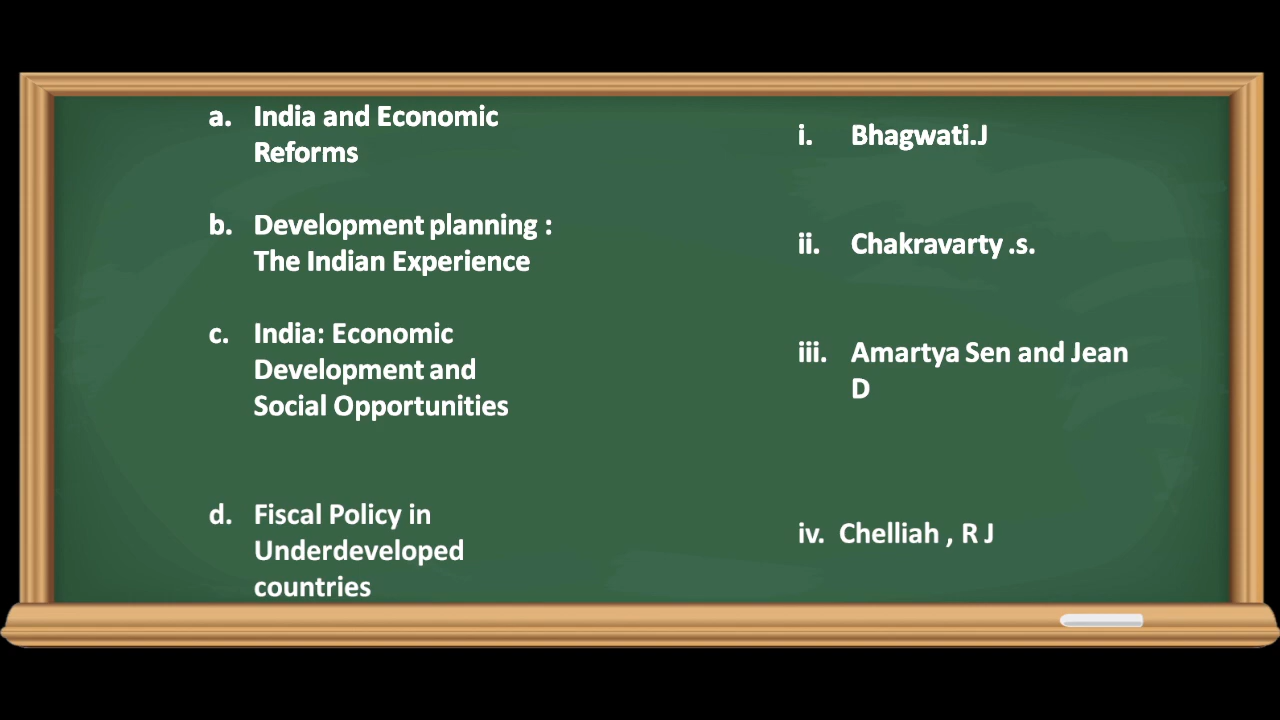 a. India and Economic
Reforms
i. Bhagwati.J
b. Development planning :
The Indian Experience
ii. Chakravarty .s.
c. India: Economic
Development and
Social Opportunities
iii. Amartya Sen and Jean
D
d. Fiscal Policy in
Underdeveloped
countries
iv. Chelliah , R J